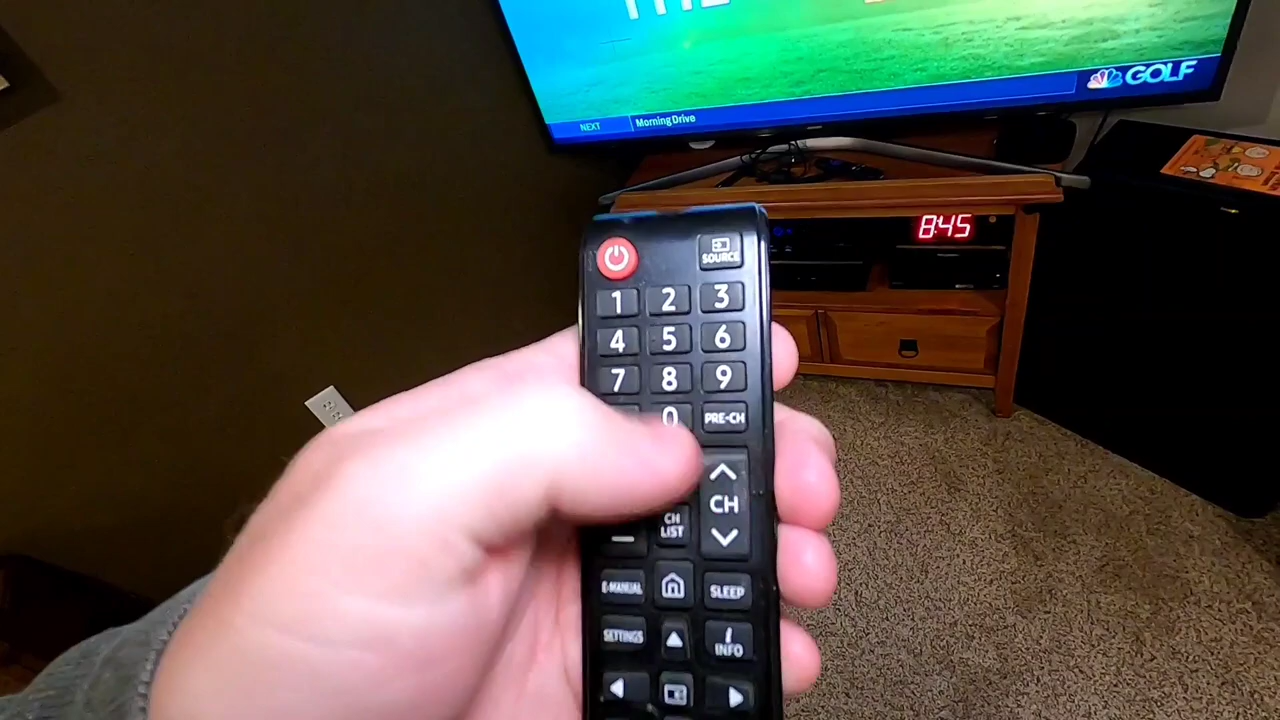 THE
GOLF
NEXT Morning Drive
8:45
SOURCE
1 2 3
4 5 6
7 8 9
0 PRE-CH
CH
CH LIST
E-MANUAL SLEEP
SETTINGS i INFO